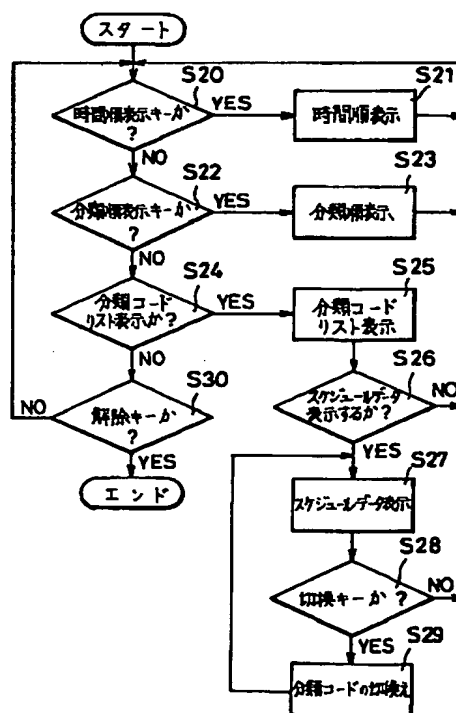 スタート
S20
時間順表示キーか
?
YES
S21
時間順表示
NO
S22
分類順表示キーか
?
YES
S23
分類順表示
NO
S24
分類コード
リスト表示か?
YES
S25
分類コード
リスト表示
NO
S26
スケジュールデータ
表示するか?
NO
YES
S30
解除キーか
?
NO
YES
エンド
S27
スケジュールデータ表示
S28
切換キーか?
NO
YES
S29
分類コードの切換え